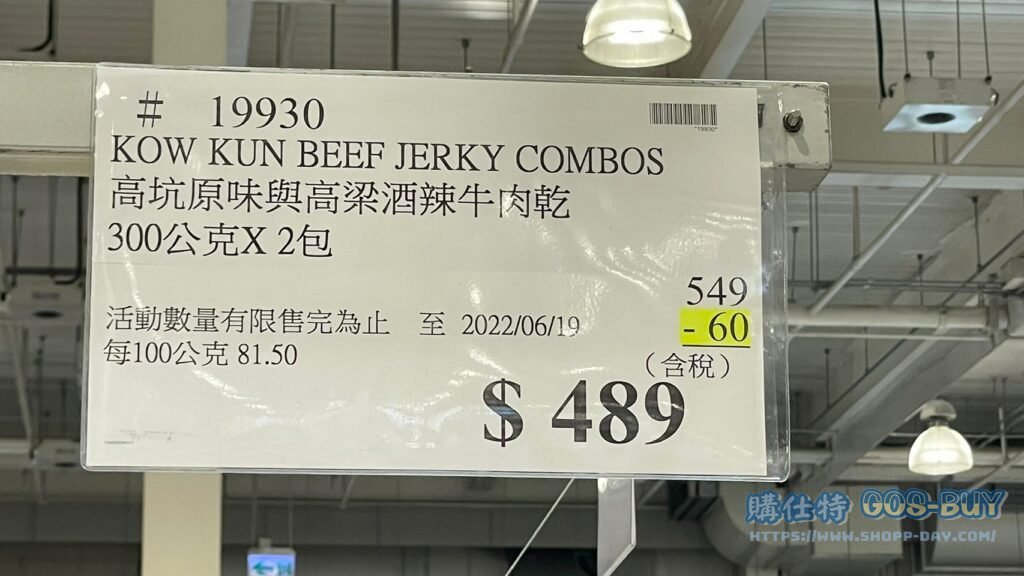 # 19930
*19930*
KOW KUN BEEF JERKY COMBOS
高坑原味與高梁酒辣牛肉乾
300公克X 2包
549
活動數量有限售完為止 至 2022/06/19
- 60
每100公克 81.50
(含稅)
$ 489
購仕特 GOS-BUY
HTTPS://WWW.SHOPP-DAY.COM/